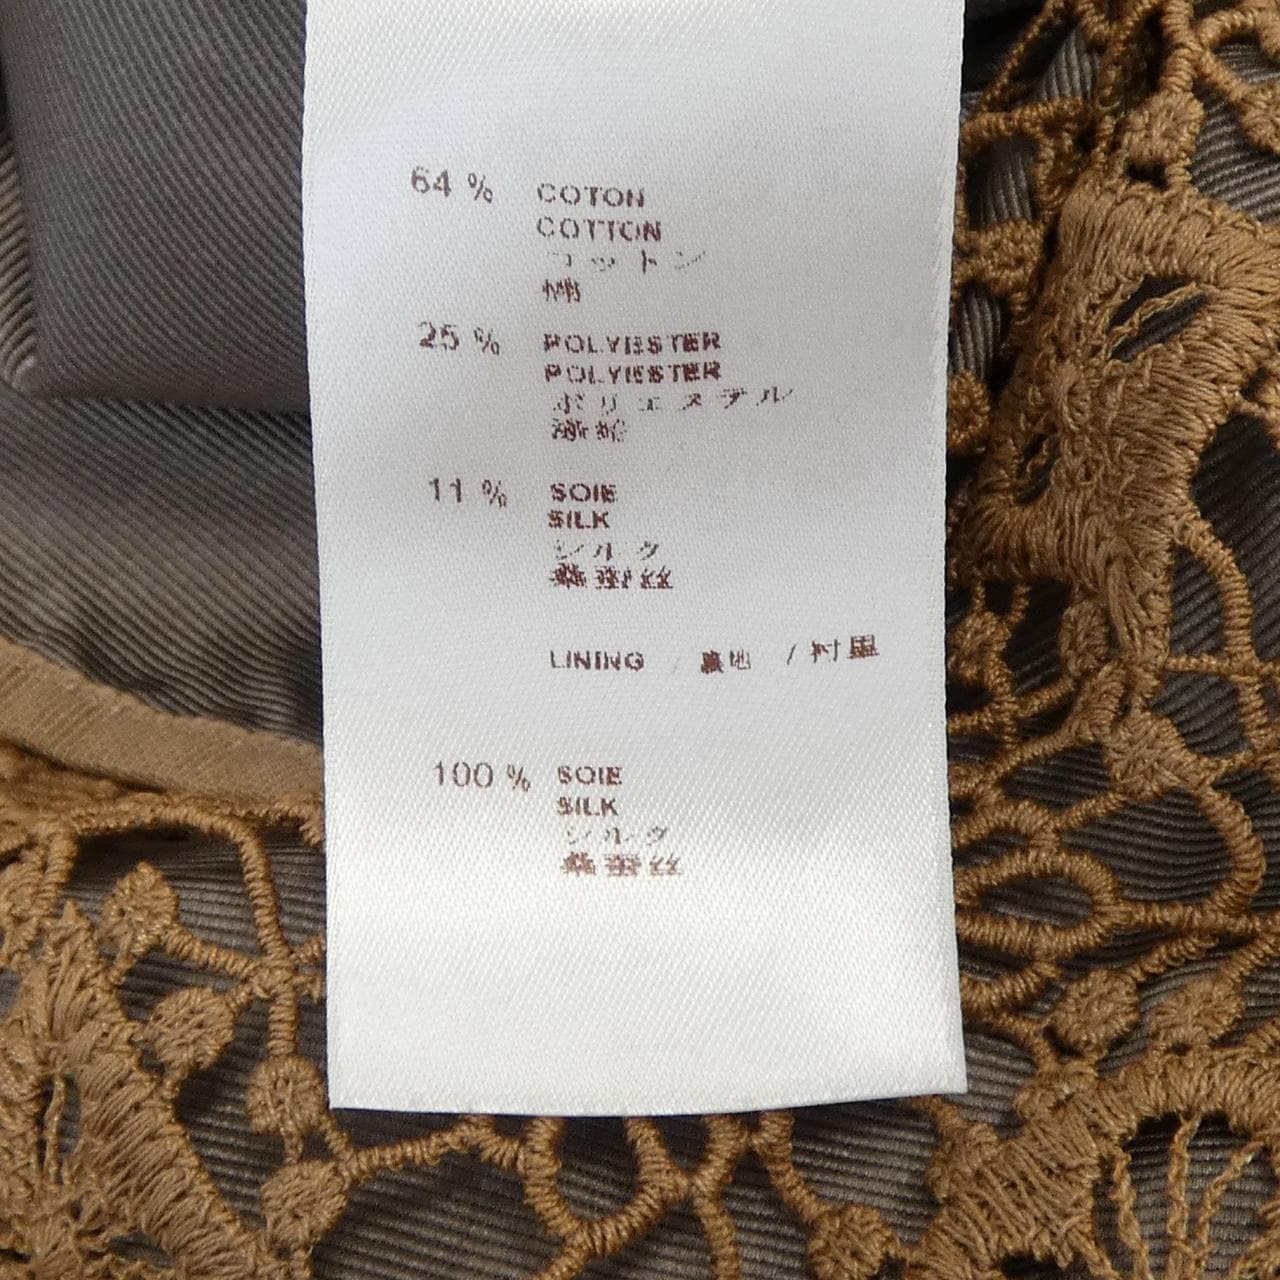 64 % COTON
COTTON
コットン
棉
25 % POLYESTER
POLYESTER
ポリエステル
涤纶
11 % SOIE
SILK
シルク
桑蚕丝
LINING / 裏地 / 衬里
100 % SOIE
SILK
シルク
桑蚕丝